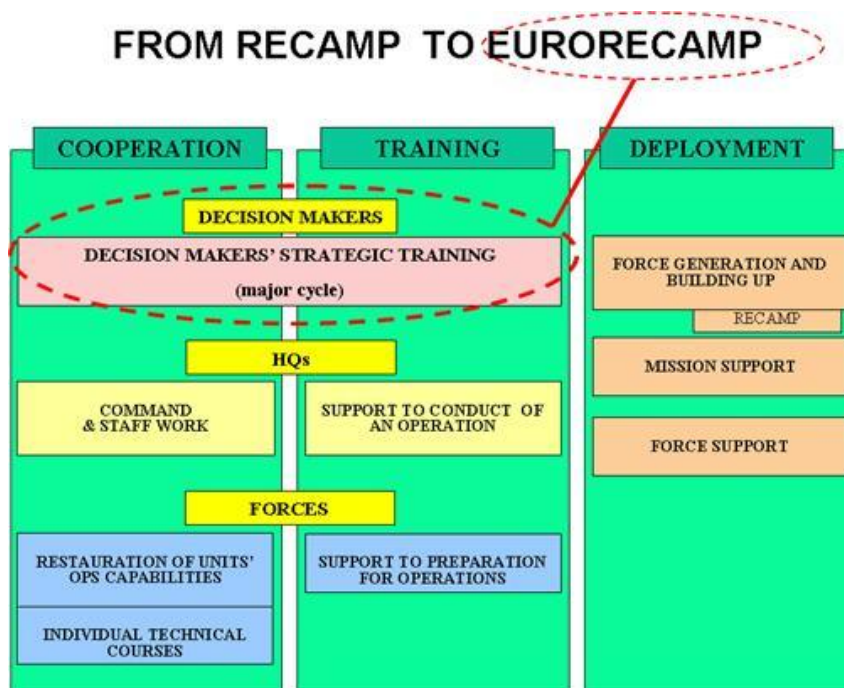 FROM RECAMP TO EURORECAMP
COOPERATION
TRAINING
DEPLOYMENT
DECISION MAKERS
DECISION MAKERS' STRATEGIC TRAINING
(major cycle)
FORCE GENERATION AND
BUILDING UP
RECAMP
HQs
MISSION SUPPORT
COMMAND
& STAFF WORK
SUPPORT TO CONDUCT OF
AN OPERATION
FORCE SUPPORT
FORCES
RESTAURATION OF UNITS'
OPS CAPABILITIES
SUPPORT TO PREPARATION
FOR OPERATIONS
INDIVIDUAL TECHNICAL
COURSES